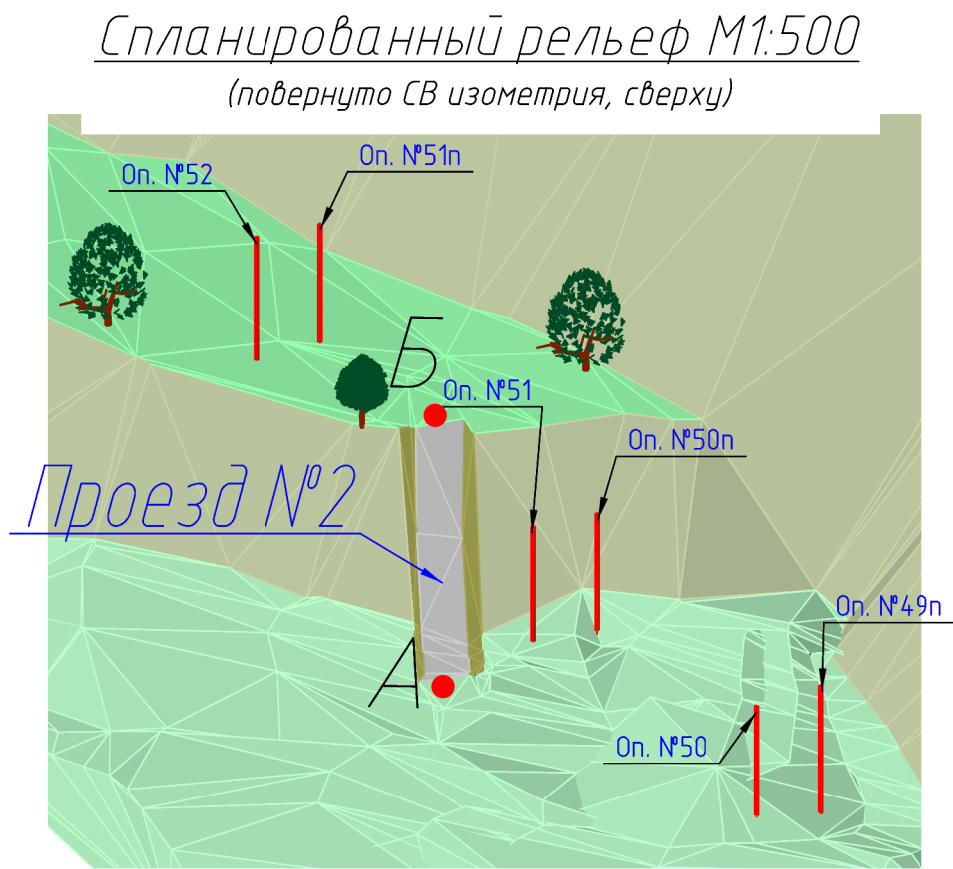 Спланированный рельеф М1:500
(повернуто СВ изометрия, сверху)
Оп. №51п
Оп. №52
Б
Оп. №51
Оп. №50п
Проезд №2
Оп. №49п
А
Оп. №50